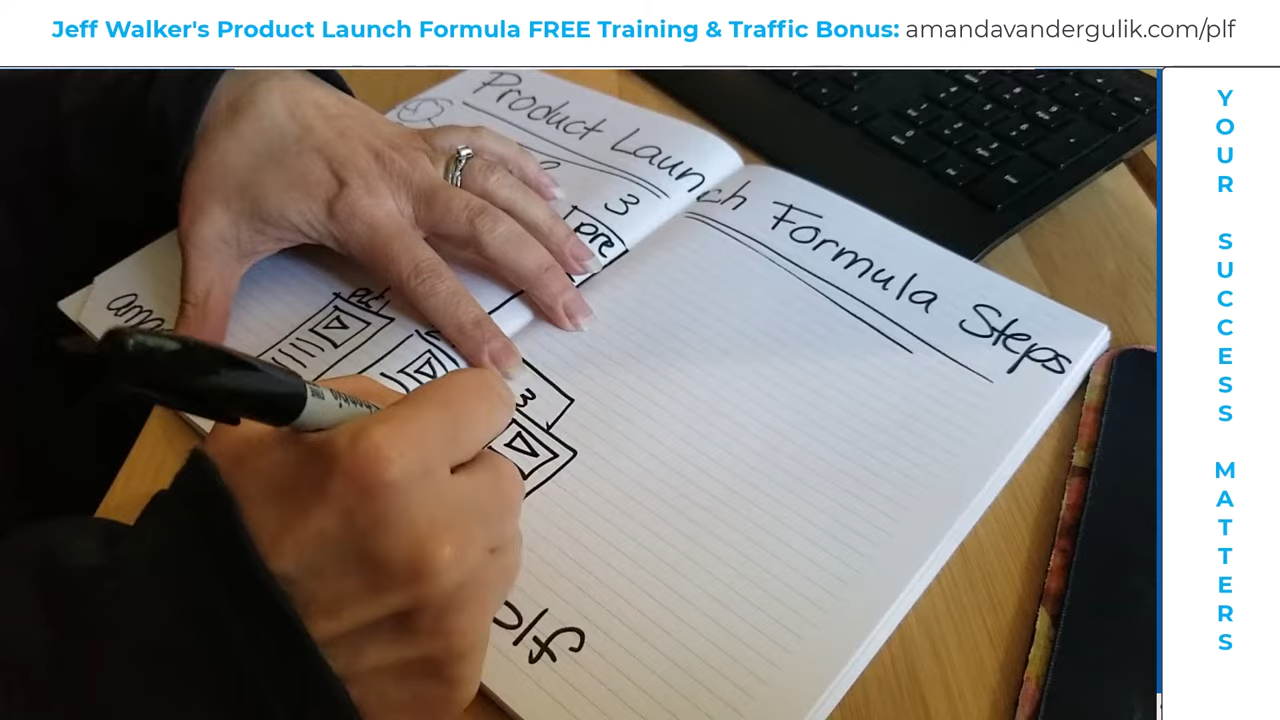 Jeff Walker's Product Launch Formula FREE Training & Traffic Bonus: amandavandergulik.com/plf
YOUR SUCCESS MATTERS
Product Launch Formula Steps
3
pre
3